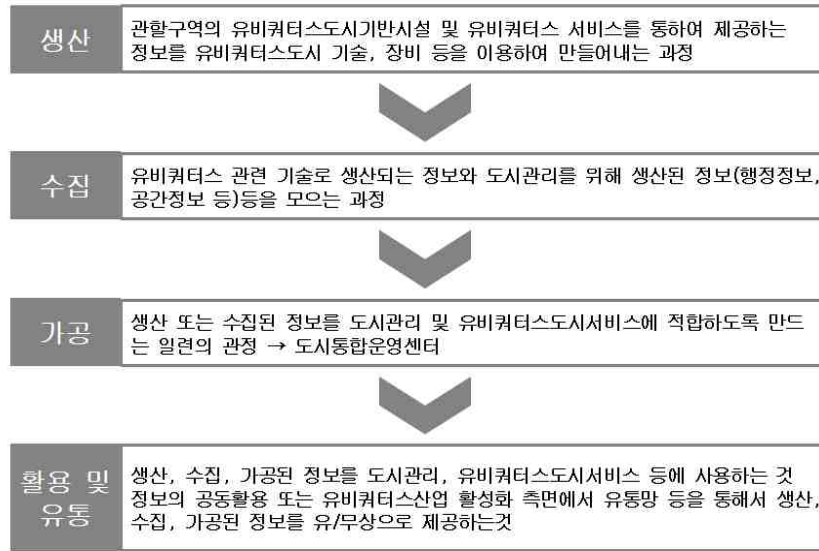 생산
관할구역의 유비쿼터스도시기반시설 및 유비쿼터스 서비스를 통하여 제공하는
정보를 유비쿼터스도시 기술, 장비 등을 이용하여 만들어내는 과정
수집
유비쿼터스 관련 기술로 생산되는 정보와 도시관리를 위해 생산된 정보(행정정보,
공간정보 등)등을 모으는 과정
가공
생산 또는 수집된 정보를 도시관리 및 유비쿼터스도시서비스에 적합하도록 만드
는 일련의 관정 → 도시통합운영센터
활용 및
유통
생산, 수집, 가공된 정보를 도시관리, 유비쿼터스도시서비스 등에 사용하는 것
정보의 공동활용 또는 유비쿼터스산업 활성화 측면에서 유통망 등을 통해서 생산,
수집, 가공된 정보를 유/무상으로 제공하는것